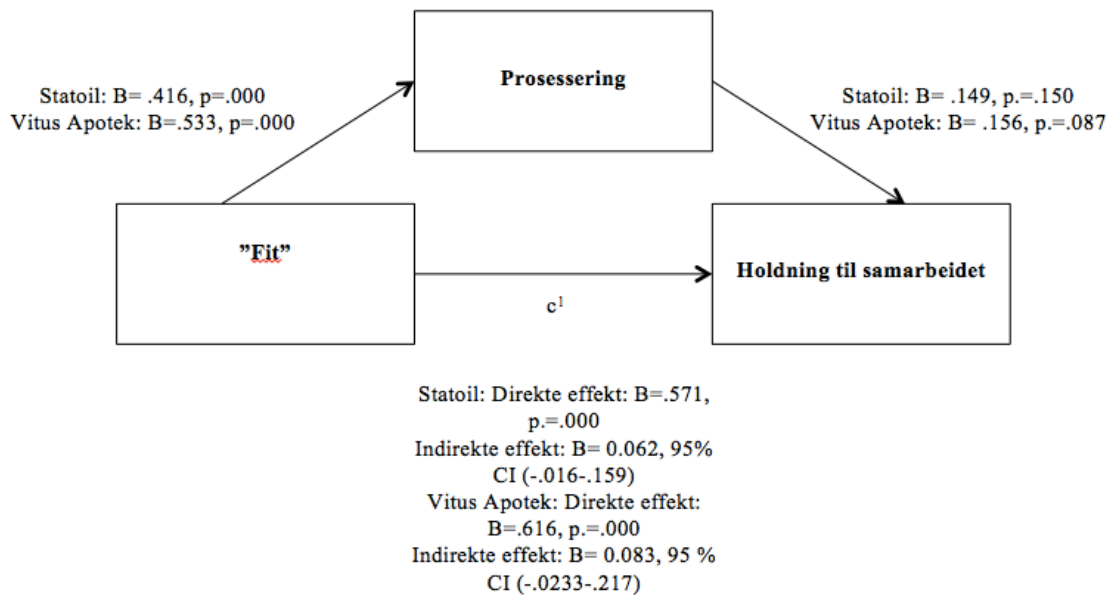 Prosessering
Statoil: B= .416, p=.000
Vitus Apotek: B=.533, p=.000
Statoil: B= .149, p.=.150
Vitus Apotek: B= .156, p.=.087
”Fit”
Holdning til samarbeidet
c¹
Statoil: Direkte effekt: B=.571,
p.=.000
Indirekte effekt: B= 0.062, 95%
CI (-.016-.159)
Vitus Apotek: Direkte effekt:
B=.616, p.=.000
Indirekte effekt: B= 0.083, 95 %
CI (-.0233-.217)